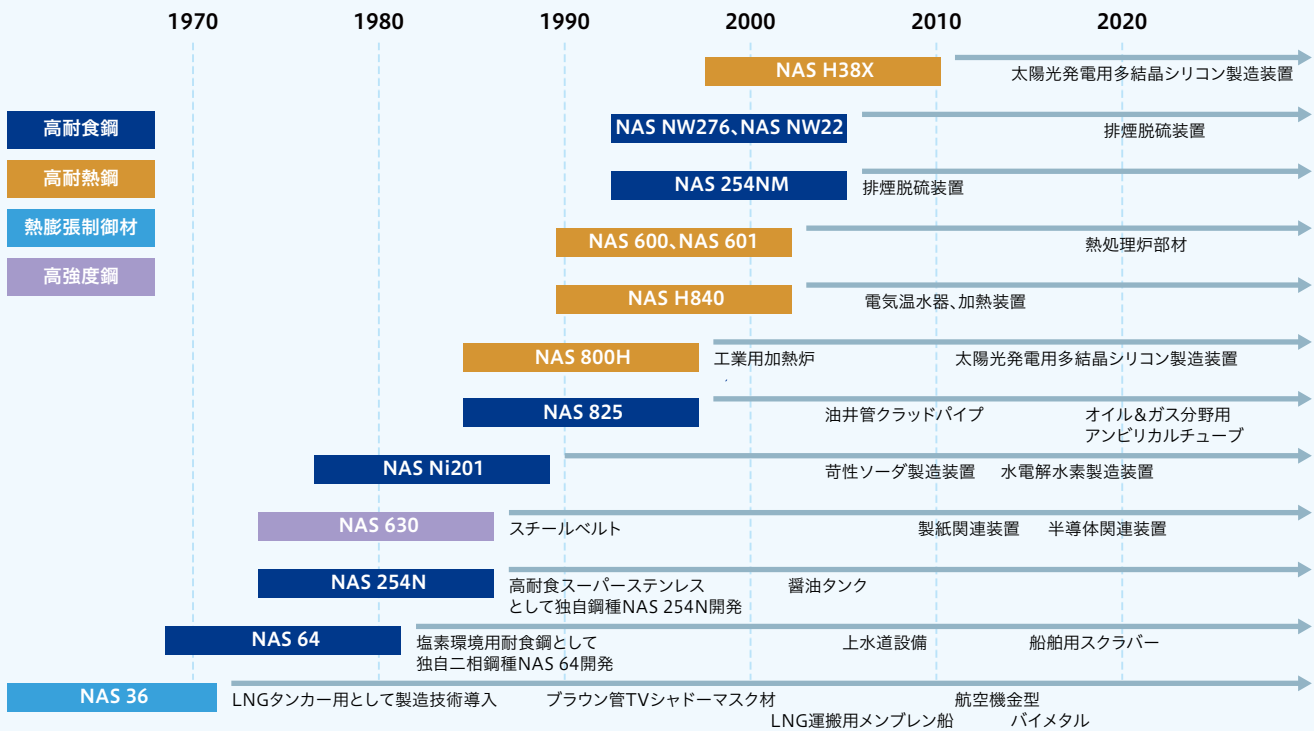 1970 1980 1990 2000 2010 2020
NAS H38X
太陽光発電用多結晶シリコン製造装置
高耐食鋼
高耐熱鋼
熱膨張制御材
高強度鋼
NAS NW276、NAS NW22
排煙脱硫装置
NAS 254NM
排煙脱硫装置
NAS 600、NAS 601
熱処理炉部材
NAS H840
電気温水器、加熱装置
NAS 800H
工業用加熱炉
太陽光発電用多結晶シリコン製造装置
NAS 825
油井管クラッドパイプ
オイル&ガス分野用
アンビリカルチューブ
NAS Ni201
苛性ソーダ製造装置
水電解水素製造装置
NAS 630
スチールベルト
製紙関連装置
半導体関連装置
NAS 254N
高耐食スーパーステンレス
として独自鋼種NAS 254N開発
醤油タンク
NAS 64
塩素環境用耐食鋼として
独自二相鋼種NAS 64開発
上水道設備
船舶用スクラバー
NAS 36
LNGタンカー用として製造技術導入
ブラウン管TVシャドーマスク材
LNG運搬用メンブレン船
航空機金型
バイメタル